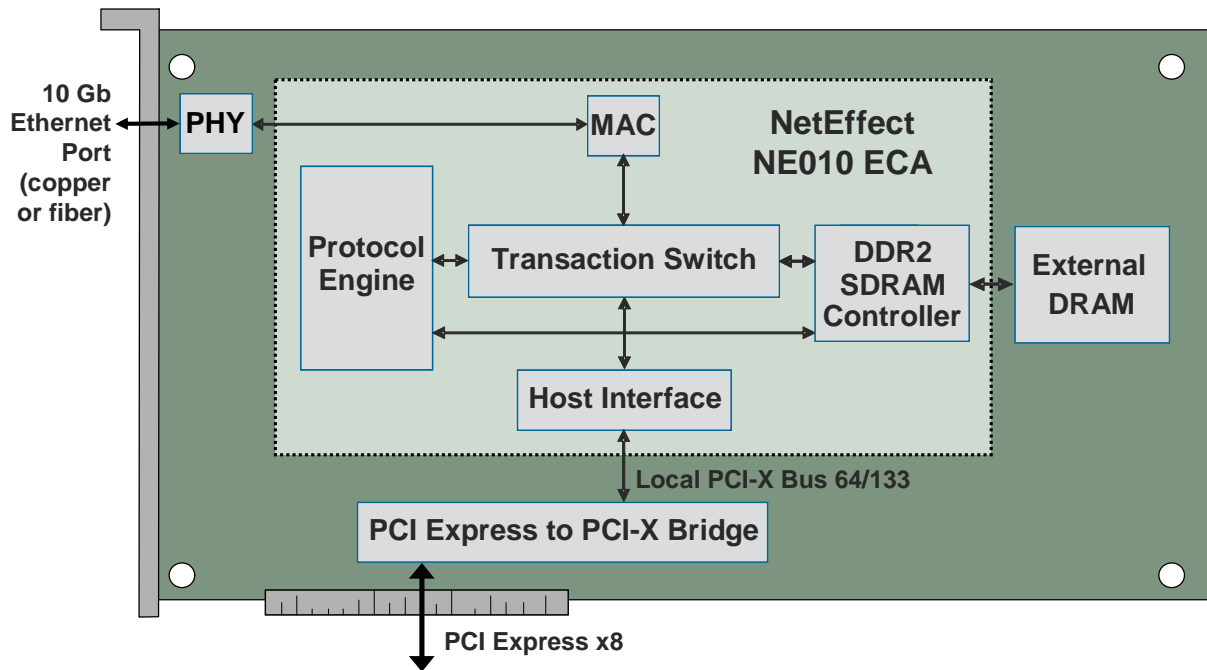 10 Gb
Ethernet
Port
(copper
or fiber)
PHY
MAC
NetEffect
NE010 ECA
Protocol
Engine
Transaction Switch
DDR2
SDRAM
Controller
External
DRAM
Host Interface
Local PCI-X Bus 64/133
PCI Express to PCI-X Bridge
PCI Express x8